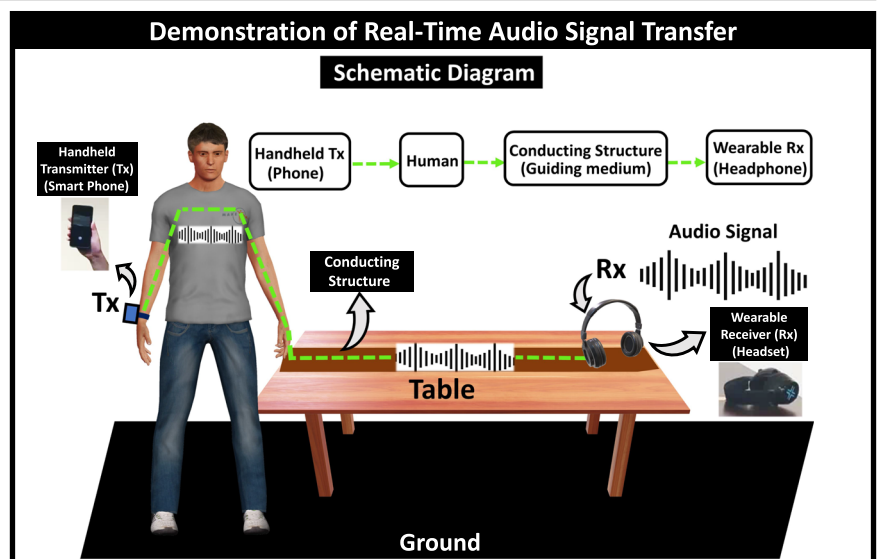 Demonstration of Real-Time Audio Signal Transfer
Schematic Diagram
Handheld
Transmitter (Tx)
(Smart Phone)
Handheld Tx
(Phone)
Human
Conducting Structure
(Guiding medium)
Wearable Rx
(Headphone)
Audio Signal
Conducting
Structure
Rx
Tx
Wearable
Receiver (Rx)
(Headset)
Table
Ground